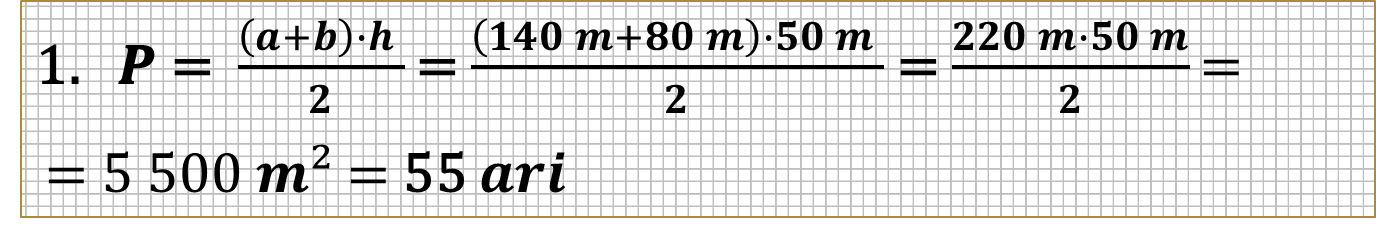 1. P = (a+b)·h / 2 = (140 m+80 m)·50 m / 2 = 220 m·50 m / 2 =
= 5 500 m² = 55 ari